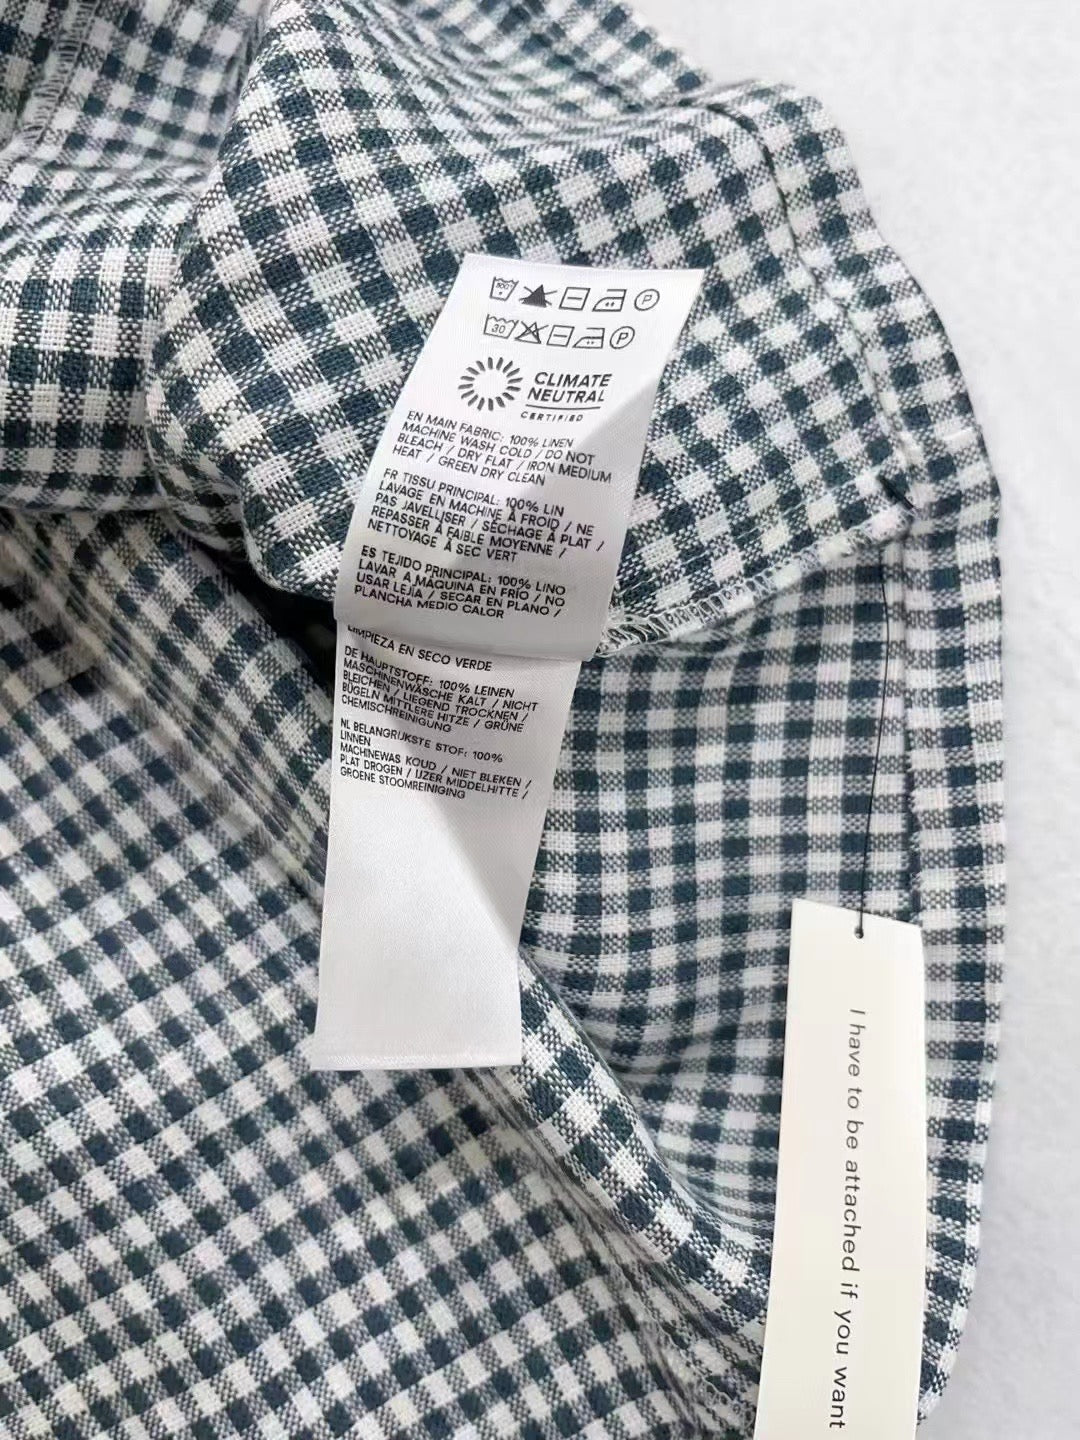 P
30 P
CLIMATE
NEUTRAL
CERTIFIED
EN MAIN FABRIC: 100% LINEN
MACHINE WASH COLD / DO NOT
BLEACH / DRY FLAT / IRON MEDIUM
HEAT / GREEN DRY CLEAN
FR TISSU PRINCIPAL: 100% LIN
LAVAGE EN MACHINE À FROID / NE
PAS JAVELLISER / SÉCHAGE À PLAT /
REPASSER À FAIBLE MOYENNE /
NETTOYAGE À SEC VERT
ES TEJIDO PRINCIPAL: 100% LINO
LAVAR A MÁQUINA EN FRÍO / NO
USAR LEJÍA / SECAR EN PLANO /
PLANCHA MEDIO CALOR
LIMPIEZA EN SECO VERDE
DE HAUPTSTOFF: 100% LEINEN
MASCHINENWÄSCHE KALT / NICHT
BLEICHEN / LIEGEND TROCKNEN /
BÜGELN MITTLERE HITZE / GRÜNE
CHEMISCHREINIGUNG
NL BELANGRIJKSTE STOF: 100%
LINNEN
MACHINEWAS KOUD / NIET BLEKEN /
PLAT DROGEN / IJZER MIDDELHITTE /
GROENE STOOMREINIGING
I have to be attached if you want